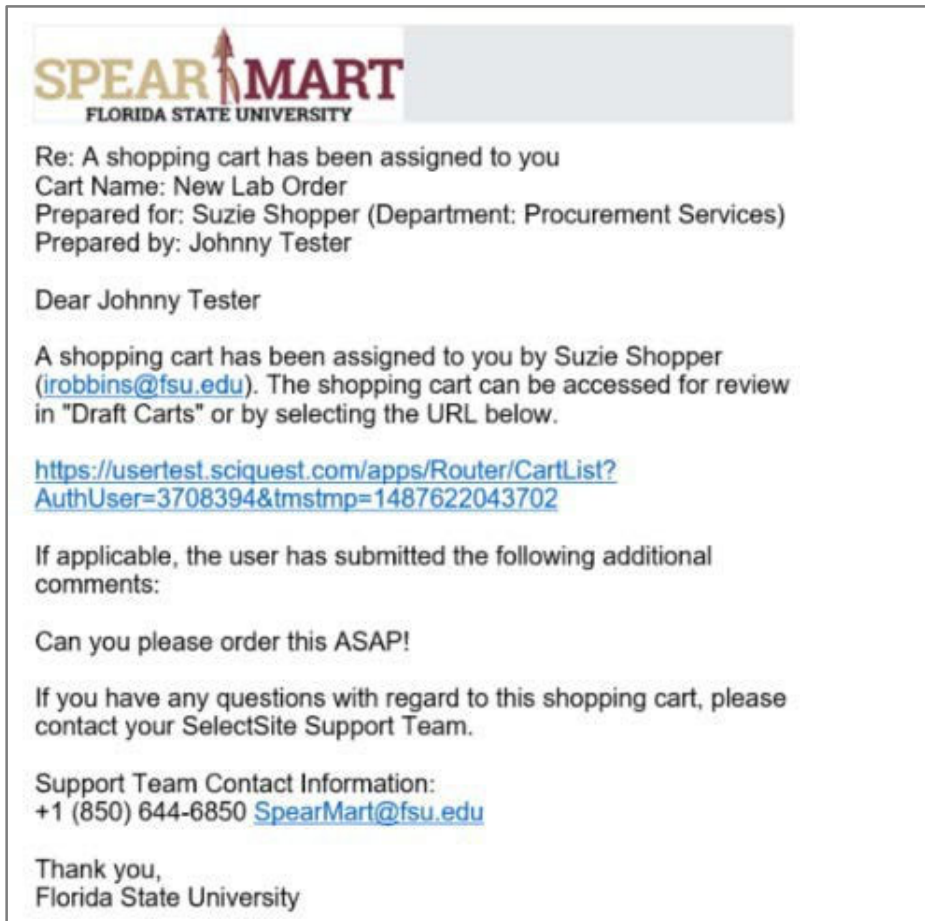 SPEAR MART
FLORIDA STATE UNIVERSITY
Re: A shopping cart has been assigned to you
Cart Name: New Lab Order
Prepared for: Suzie Shopper (Department: Procurement Services)
Prepared by: Johnny Tester
Dear Johnny Tester
A shopping cart has been assigned to you by Suzie Shopper
(irobbins@fsu.edu). The shopping cart can be accessed for review
in "Draft Carts" or by selecting the URL below.
https://usertest.sciquest.com/apps/Router/CartList?
AuthUser=3708394&tmstmp=1487622043702
If applicable, the user has submitted the following additional
comments:
Can you please order this ASAP!
If you have any questions with regard to this shopping cart, please
contact your SelectSite Support Team.
Support Team Contact Information:
+1 (850) 644-6850 SpearMart@fsu.edu
Thank you,
Florida State University